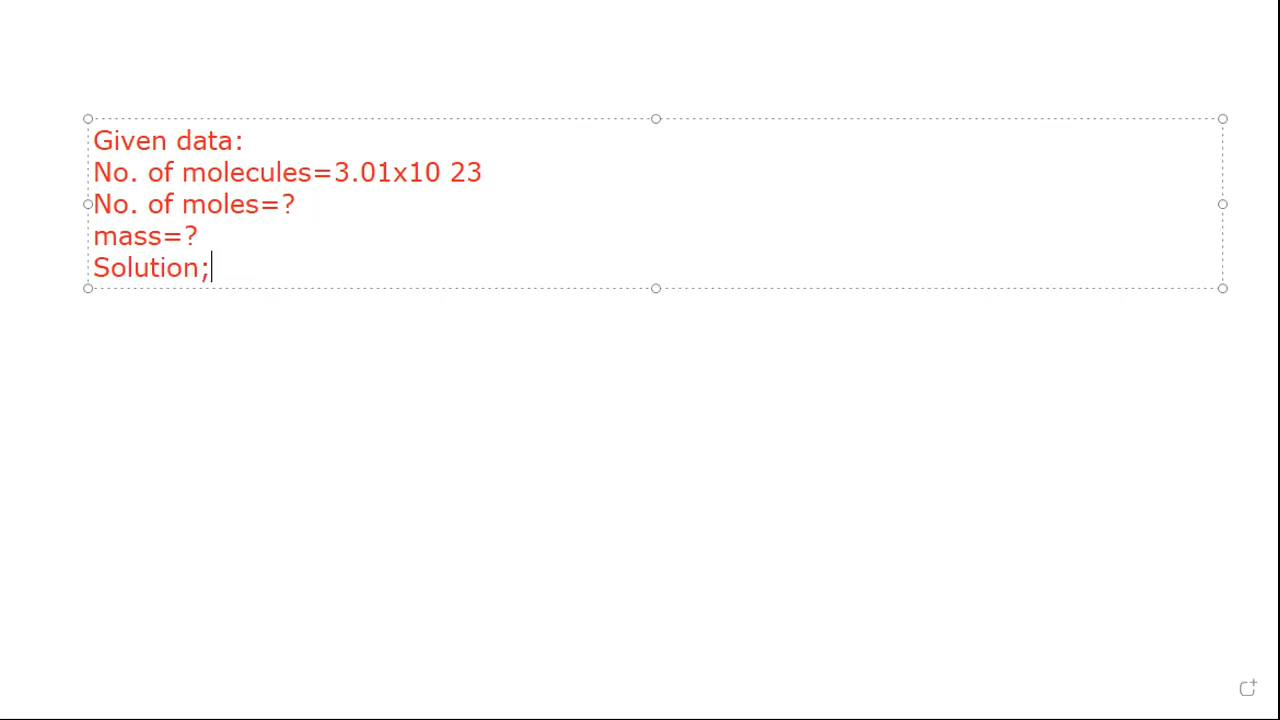 Given data:
No. of molecules=3.01x10 23
No. of moles=?
mass=?
Solution;